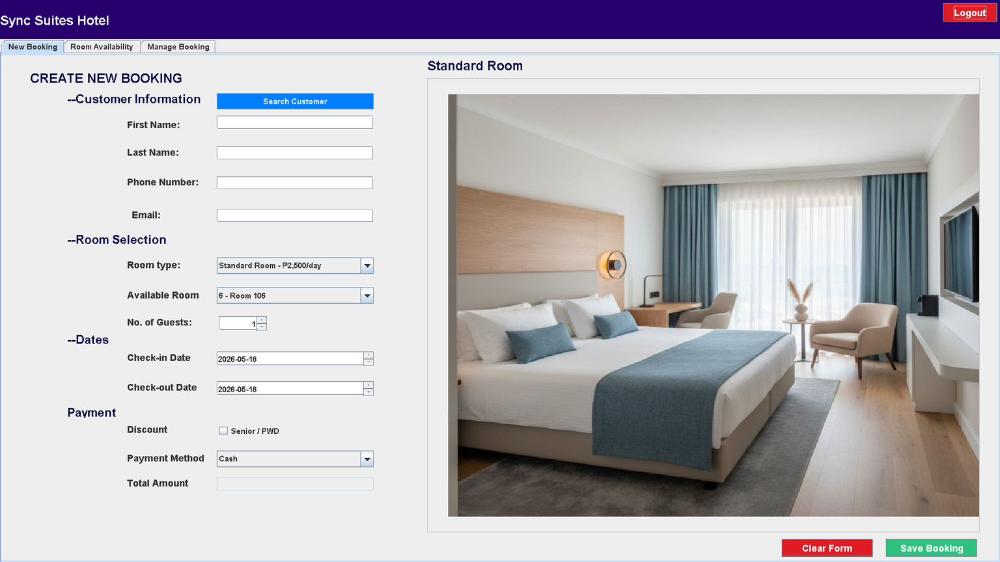 Sync Suites Hotel
Logout
New Booking
Room Availability
Manage Booking
CREATE NEW BOOKING
--Customer Information
Search Customer
First Name:
Last Name:
Phone Number:
Email:
--Room Selection
Room type:
Standard Room - ₱2,500/day
Available Room
6 - Room 106
No. of Guests:
1
--Dates
Check-in Date
2026-05-18
Check-out Date
2026-05-18
Payment
Discount
Senior / PWD
Payment Method
Cash
Total Amount
Standard Room
Clear Form
Save Booking